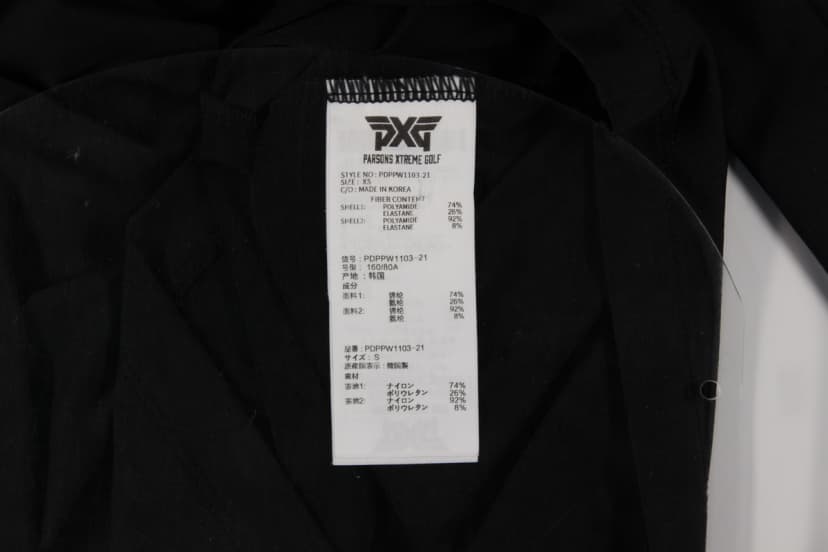 PXG
PARSONS XTREME GOLF
STYLE NO : PDPPW1103-21
SIZE : XS
C/O : MADE IN KOREA
FIBER CONTENT
SHELL1: POLYAMIDE 74%
ELASTANE 26%
SHELL2: POLYAMIDE 92%
ELASTANE 8%
货号 : PDPPW1103-21
号型 : 160/80A
产地 : 韩国
成分
面料1: 锦纶 74%
氨纶 26%
面料2: 锦纶 92%
氨纶 8%
品番 : PDPPW1103-21
サイズ : S
原産国表示 : 韓国製
素材
表地1: ナイロン 74%
ポリウレタン 26%
表地2: ナイロン 92%
ポリウレタン 8%